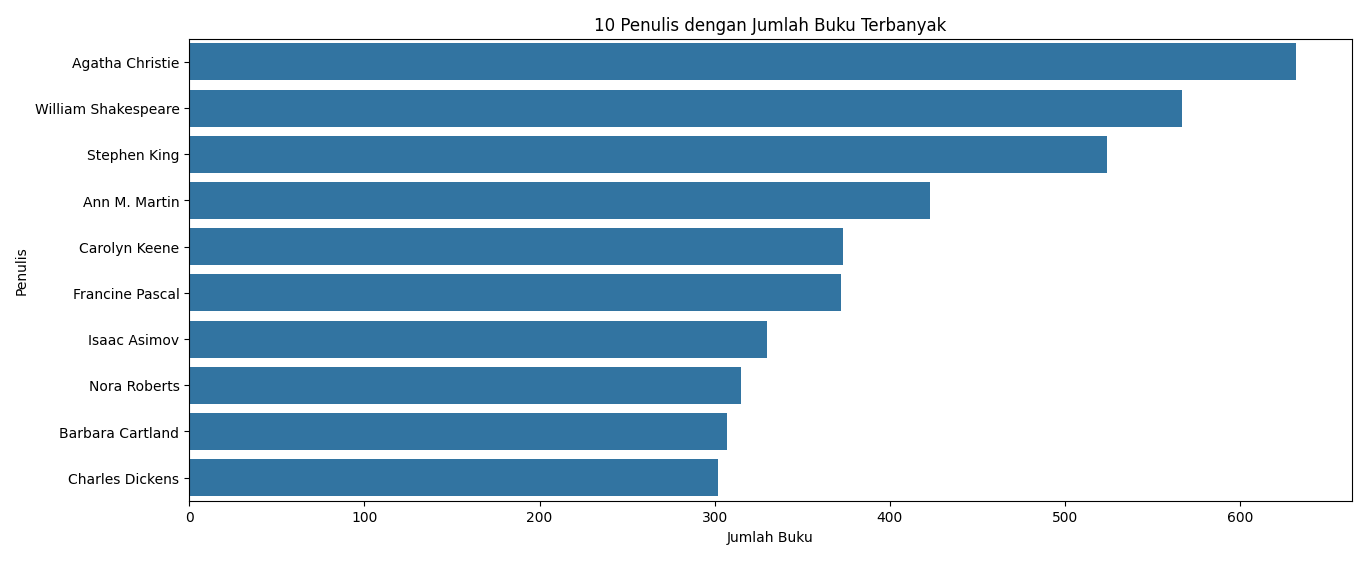 10 Penulis dengan Jumlah Buku Terbanyak
Penulis
Agatha Christie
William Shakespeare
Stephen King
Ann M. Martin
Carolyn Keene
Francine Pascal
Isaac Asimov
Nora Roberts
Barbara Cartland
Charles Dickens
0 100 200 300 400 500 600
Jumlah Buku